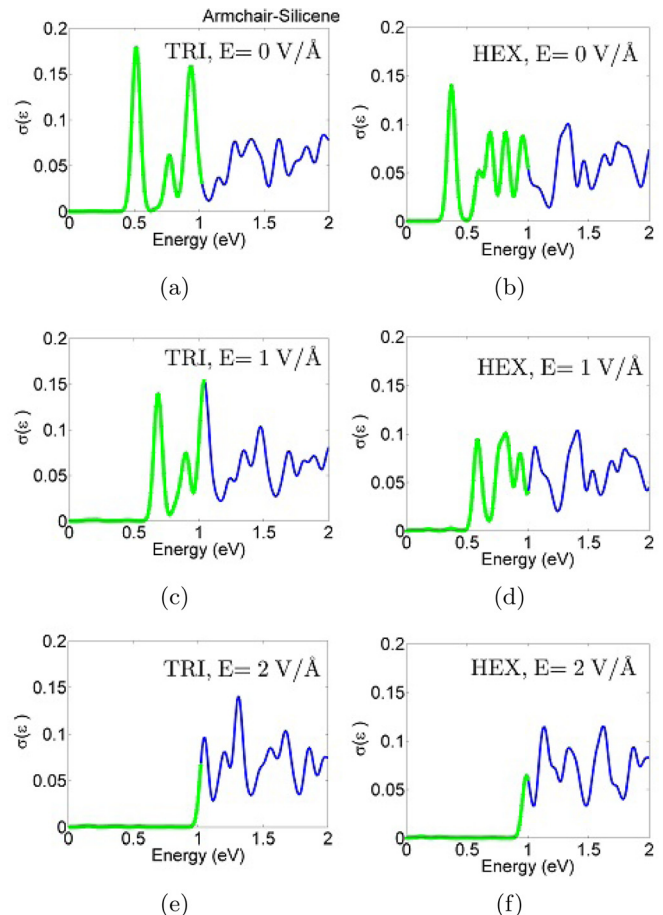 Armchair-Silicene
TRI, E= 0 V/Å
0.2
0.15
0.1
0.05
0
σ(ε)
0 0.5 1 1.5 2
Energy (eV)
(a)
HEX, E= 0 V/Å
0.2
0.15
0.1
0.05
0
σ(ε)
0 0.5 1 1.5 2
Energy (eV)
(b)
TRI, E= 1 V/Å
0.2
0.15
0.1
0.05
0
σ(ε)
0 0.5 1 1.5 2
Energy (eV)
(c)
HEX, E= 1 V/Å
0.2
0.15
0.1
0.05
0
σ(ε)
0 0.5 1 1.5 2
Energy (eV)
(d)
TRI, E= 2 V/Å
0.2
0.15
0.1
0.05
0
σ(ε)
0 0.5 1 1.5 2
Energy (eV)
(e)
HEX, E= 2 V/Å
0.2
0.15
0.1
0.05
0
σ(ε)
0 0.5 1 1.5 2
Energy (eV)
(f)